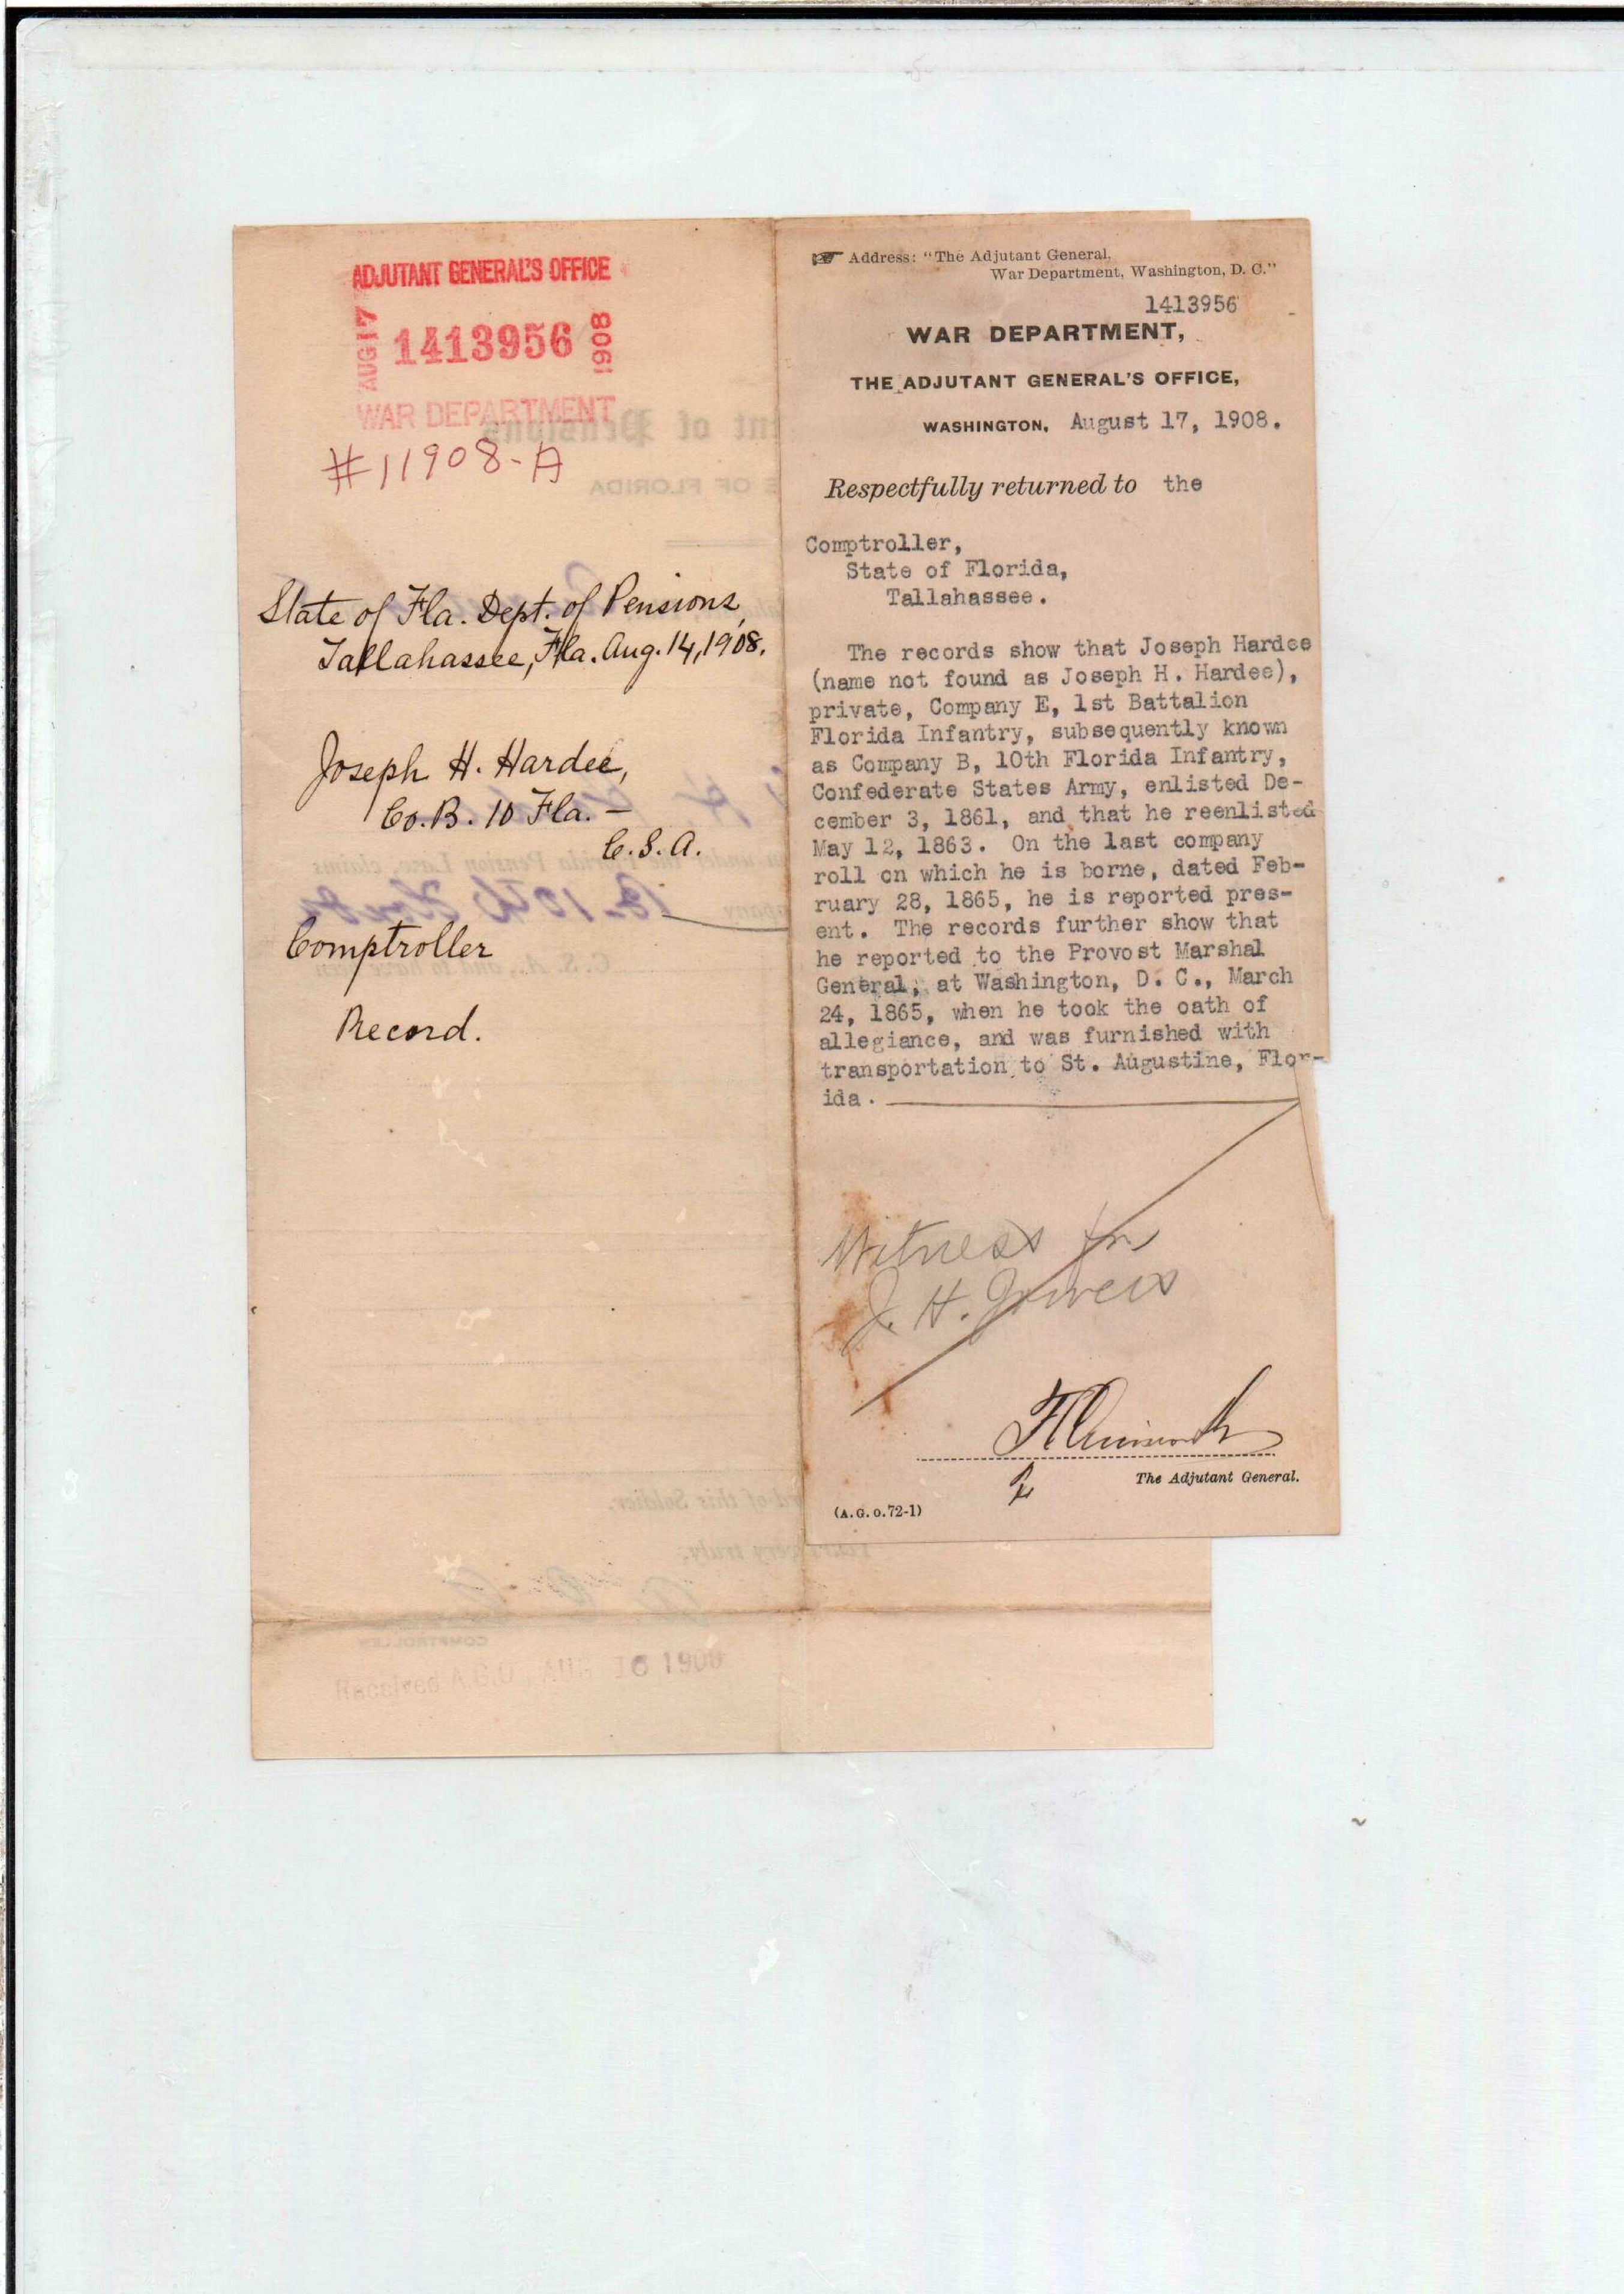 ADJUTANT GENERAL'S OFFICE
AUG 17 1413956 1908
WAR DEPARTMENT
#11908-A
State of Fla. Dept. of Pensions,
Tallahassee, Fla. Aug. 14, 1908.
Joseph H. Hardee,
Co. B. 10 Fla. —
C. S. A.
Comptroller
Record.
Received A.G.O. AUG 16 190
Address: "The Adjutant General,
War Department, Washington, D. C."
1413956
WAR DEPARTMENT,
THE ADJUTANT GENERAL'S OFFICE,
WASHINGTON, August 17, 1908.
Respectfully returned to the
Comptroller,
State of Florida,
Tallahassee.
The records show that Joseph Hardee
(name not found as Joseph H. Hardee),
private, Company E, 1st Battalion
Florida Infantry, subsequently known
as Company B, 10th Florida Infantry,
Confederate States Army, enlisted De-
cember 3, 1861, and that he reenlisted
May 12, 1863. On the last company
roll on which he is borne, dated Feb-
ruary 28, 1865, he is reported pres-
ent. The records further show that
he reported to the Provost Marshal
General, at Washington, D. C., March
24, 1865, when he took the oath of
allegiance, and was furnished with
transportation to St. Augustine, Flor-
ida.
Witness for
J. H.
F C Ainsworth
The Adjutant General.
(A. G. O. 72-1)